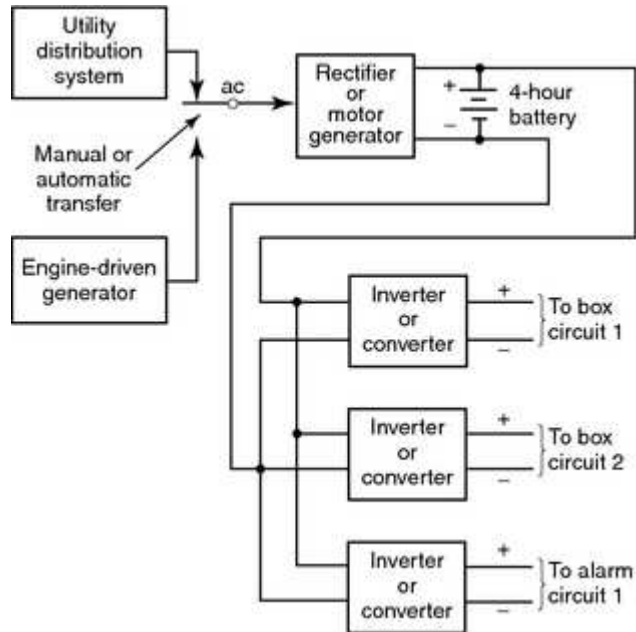 Utility
distribution
system
ac
Rectifier
or
motor
generator
+
–
4-hour
battery
Manual or
automatic
transfer
Engine-driven
generator
Inverter
or
converter
+
–
To box
circuit 1
Inverter
or
converter
+
–
To box
circuit 2
Inverter
or
converter
+
–
To alarm
circuit 1